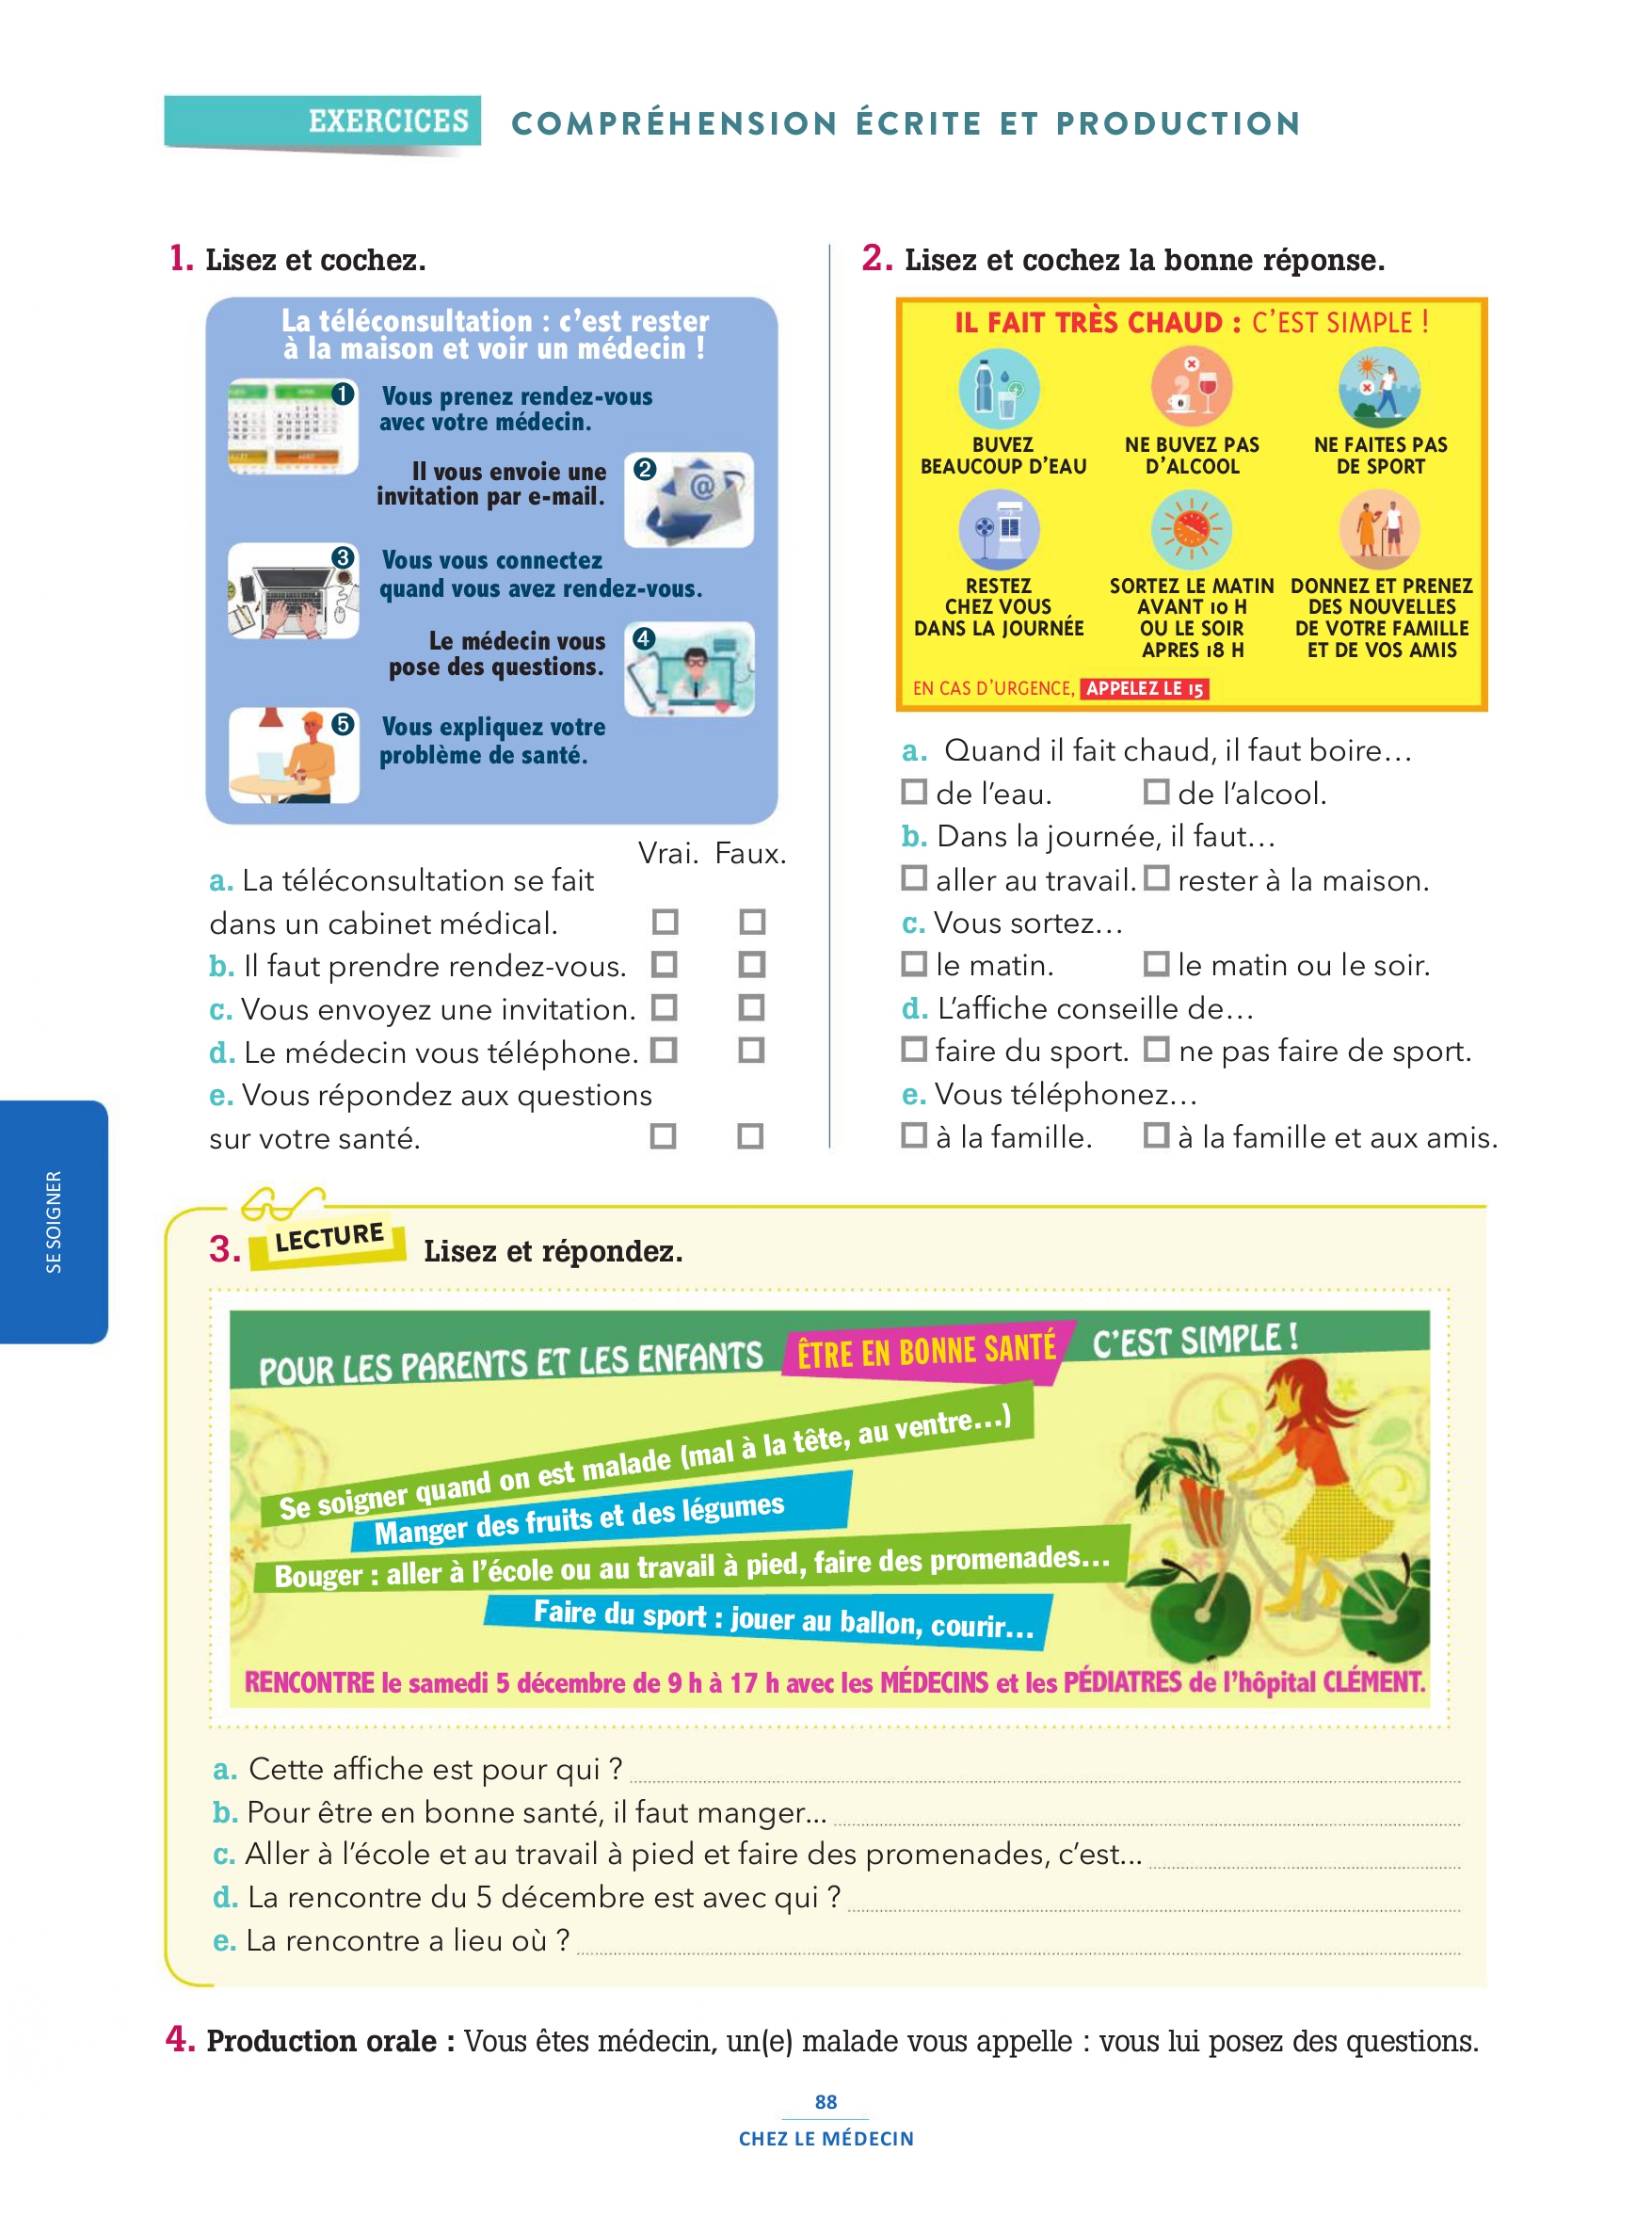 EXERCICES COMPRÉHENSION ÉCRITE ET PRODUCTION
1. Lisez et cochez.
La téléconsultation : c'est rester
à la maison et voir un médecin !
1 Vous prenez rendez-vous
avec votre médecin.
Il vous envoie une 2
invitation par e-mail.
3 Vous vous connectez
quand vous avez rendez-vous.
Le médecin vous 4
pose des questions.
5 Vous expliquez votre
problème de santé.
Vrai. Faux.
a. La téléconsultation se fait
dans un cabinet médical.
b. Il faut prendre rendez-vous.
c. Vous envoyez une invitation.
d. Le médecin vous téléphone.
e. Vous répondez aux questions
sur votre santé.
2. Lisez et cochez la bonne réponse.
IL FAIT TRÈS CHAUD : C'EST SIMPLE !
BUVEZ
BEAUCOUP D'EAU
NE BUVEZ PAS
D'ALCOOL
NE FAITES PAS
DE SPORT
RESTEZ
CHEZ VOUS
DANS LA JOURNÉE
SORTEZ LE MATIN
AVANT 10 H
OU LE SOIR
APRES 18 H
DONNEZ ET PRENEZ
DES NOUVELLES
DE VOTRE FAMILLE
ET DE VOS AMIS
EN CAS D'URGENCE, APPELEZ LE 15
a. Quand il fait chaud, il faut boire...
de l'eau. de l'alcool.
b. Dans la journée, il faut...
aller au travail. rester à la maison.
c. Vous sortez...
le matin. le matin ou le soir.
d. L'affiche conseille de...
faire du sport. ne pas faire de sport.
e. Vous téléphonez...
à la famille. à la famille et aux amis.
SE SOIGNER
3. LECTURE Lisez et répondez.
POUR LES PARENTS ET LES ENFANTS ÊTRE EN BONNE SANTÉ C'EST SIMPLE !
Se soigner quand on est malade (mal à la tête, au ventre...)
Manger des fruits et des légumes
Bouger : aller à l'école ou au travail à pied, faire des promenades...
Faire du sport : jouer au ballon, courir...
RENCONTRE le samedi 5 décembre de 9 h à 17 h avec les MÉDECINS et les PÉDIATRES de l'hôpital CLÉMENT.
a. Cette affiche est pour qui ?
b. Pour être en bonne santé, il faut manger...
c. Aller à l'école et au travail à pied et faire des promenades, c'est...
d. La rencontre du 5 décembre est avec qui ?
e. La rencontre a lieu où ?
4. Production orale : Vous êtes médecin, un(e) malade vous appelle : vous lui posez des questions.
88
CHEZ LE MÉDECIN